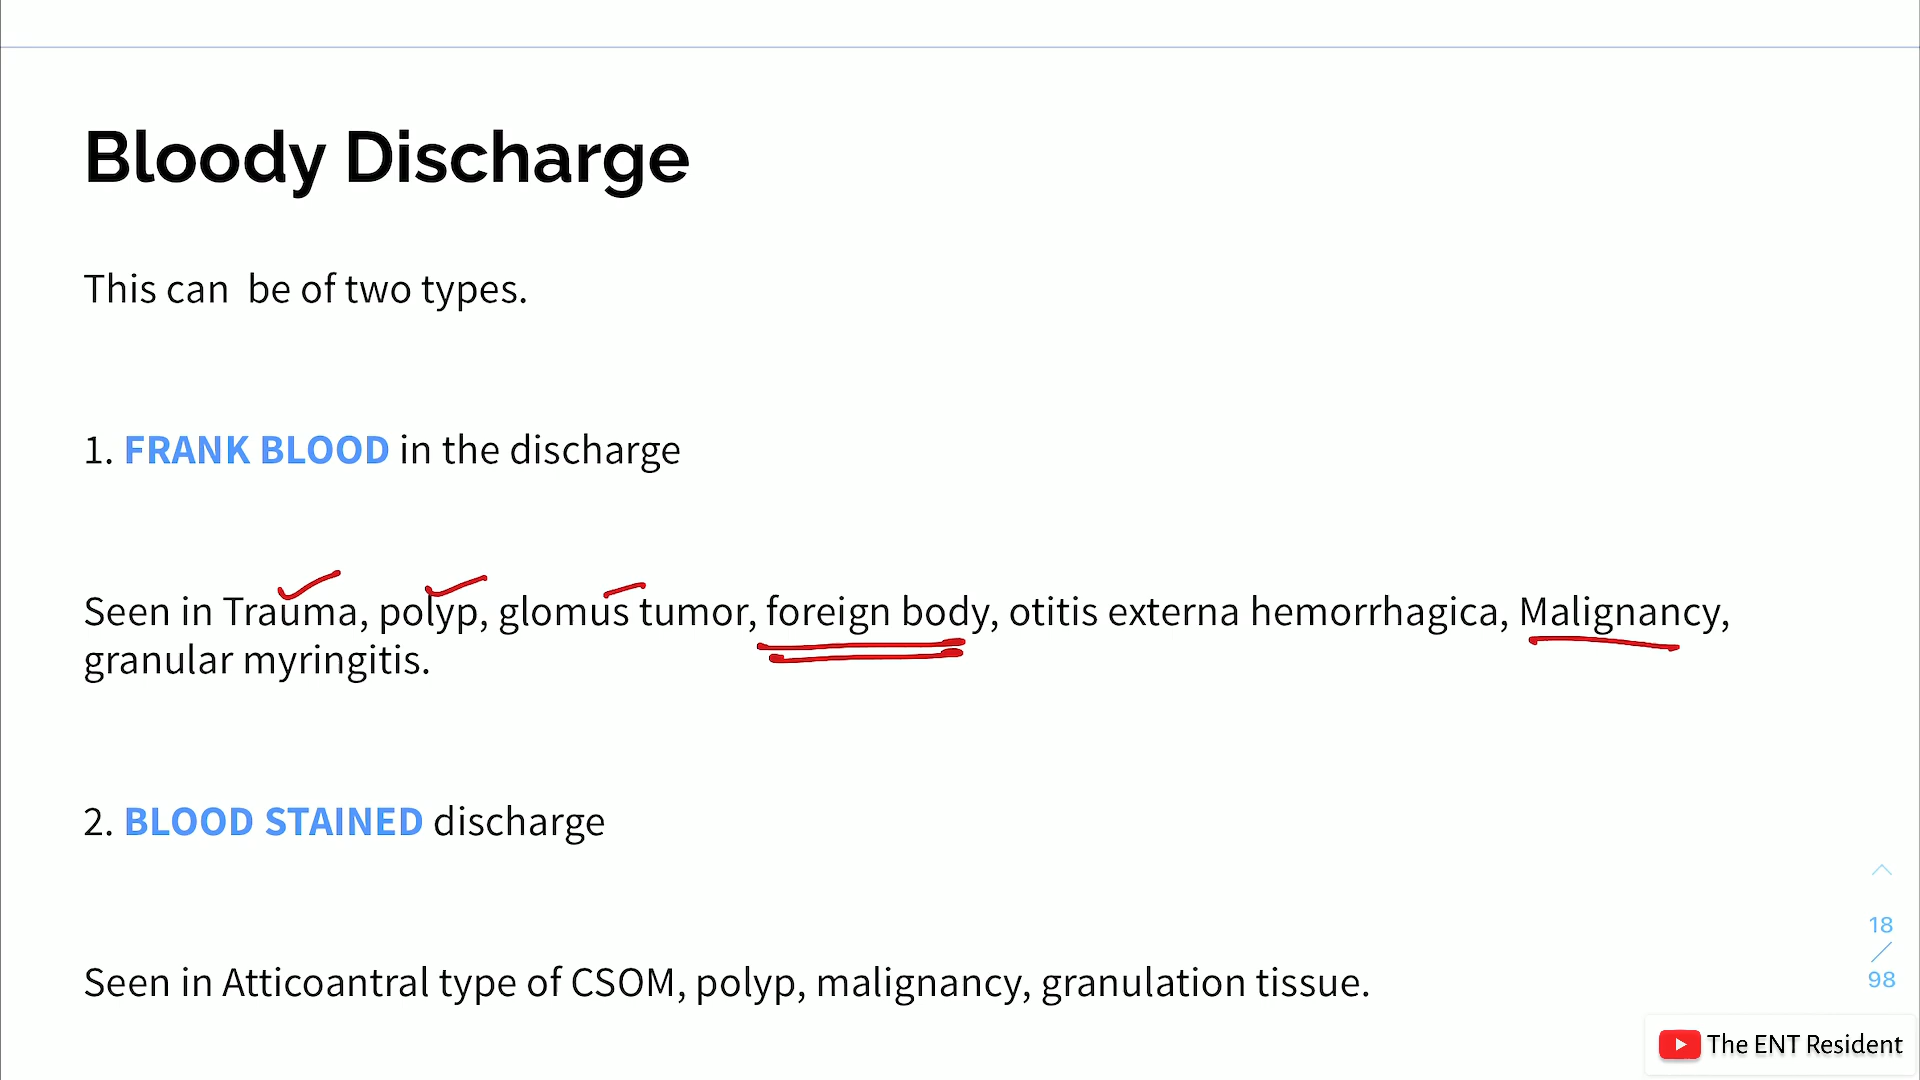 Bloody Discharge
This can be of two types.
1. FRANK BLOOD in the discharge
Seen in Trauma, polyp, glomus tumor, foreign body, otitis externa hemorrhagica, Malignancy,
granular myringitis.
2. BLOOD STAINED discharge
Seen in Atticoantral type of CSOM, polyp, malignancy, granulation tissue.
18
/
98
The ENT Resident